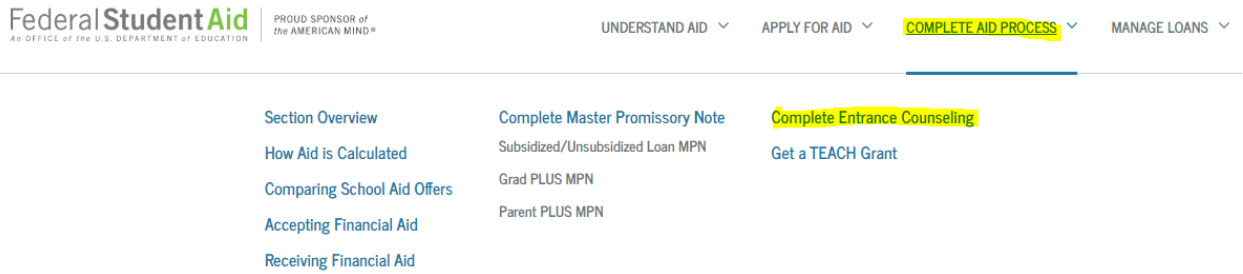 Federal Student Aid
An OFFICE of the U.S. DEPARTMENT of EDUCATION
PROUD SPONSOR of
the AMERICAN MIND®
UNDERSTAND AID
APPLY FOR AID
COMPLETE AID PROCESS
MANAGE LOANS
Section Overview
How Aid is Calculated
Comparing School Aid Offers
Accepting Financial Aid
Receiving Financial Aid
Complete Master Promissory Note
Subsidized/Unsubsidized Loan MPN
Grad PLUS MPN
Parent PLUS MPN
Complete Entrance Counseling
Get a TEACH Grant